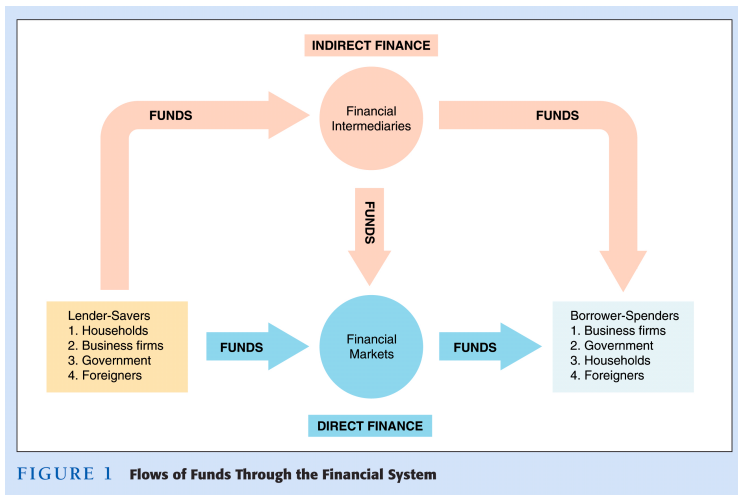 INDIRECT FINANCE
FUNDS
Financial
Intermediaries
FUNDS
FUNDS
Lender-Savers
1. Households
2. Business firms
3. Government
4. Foreigners
FUNDS
Financial
Markets
FUNDS
Borrower-Spenders
1. Business firms
2. Government
3. Households
4. Foreigners
DIRECT FINANCE
FIGURE 1 Flows of Funds Through the Financial System